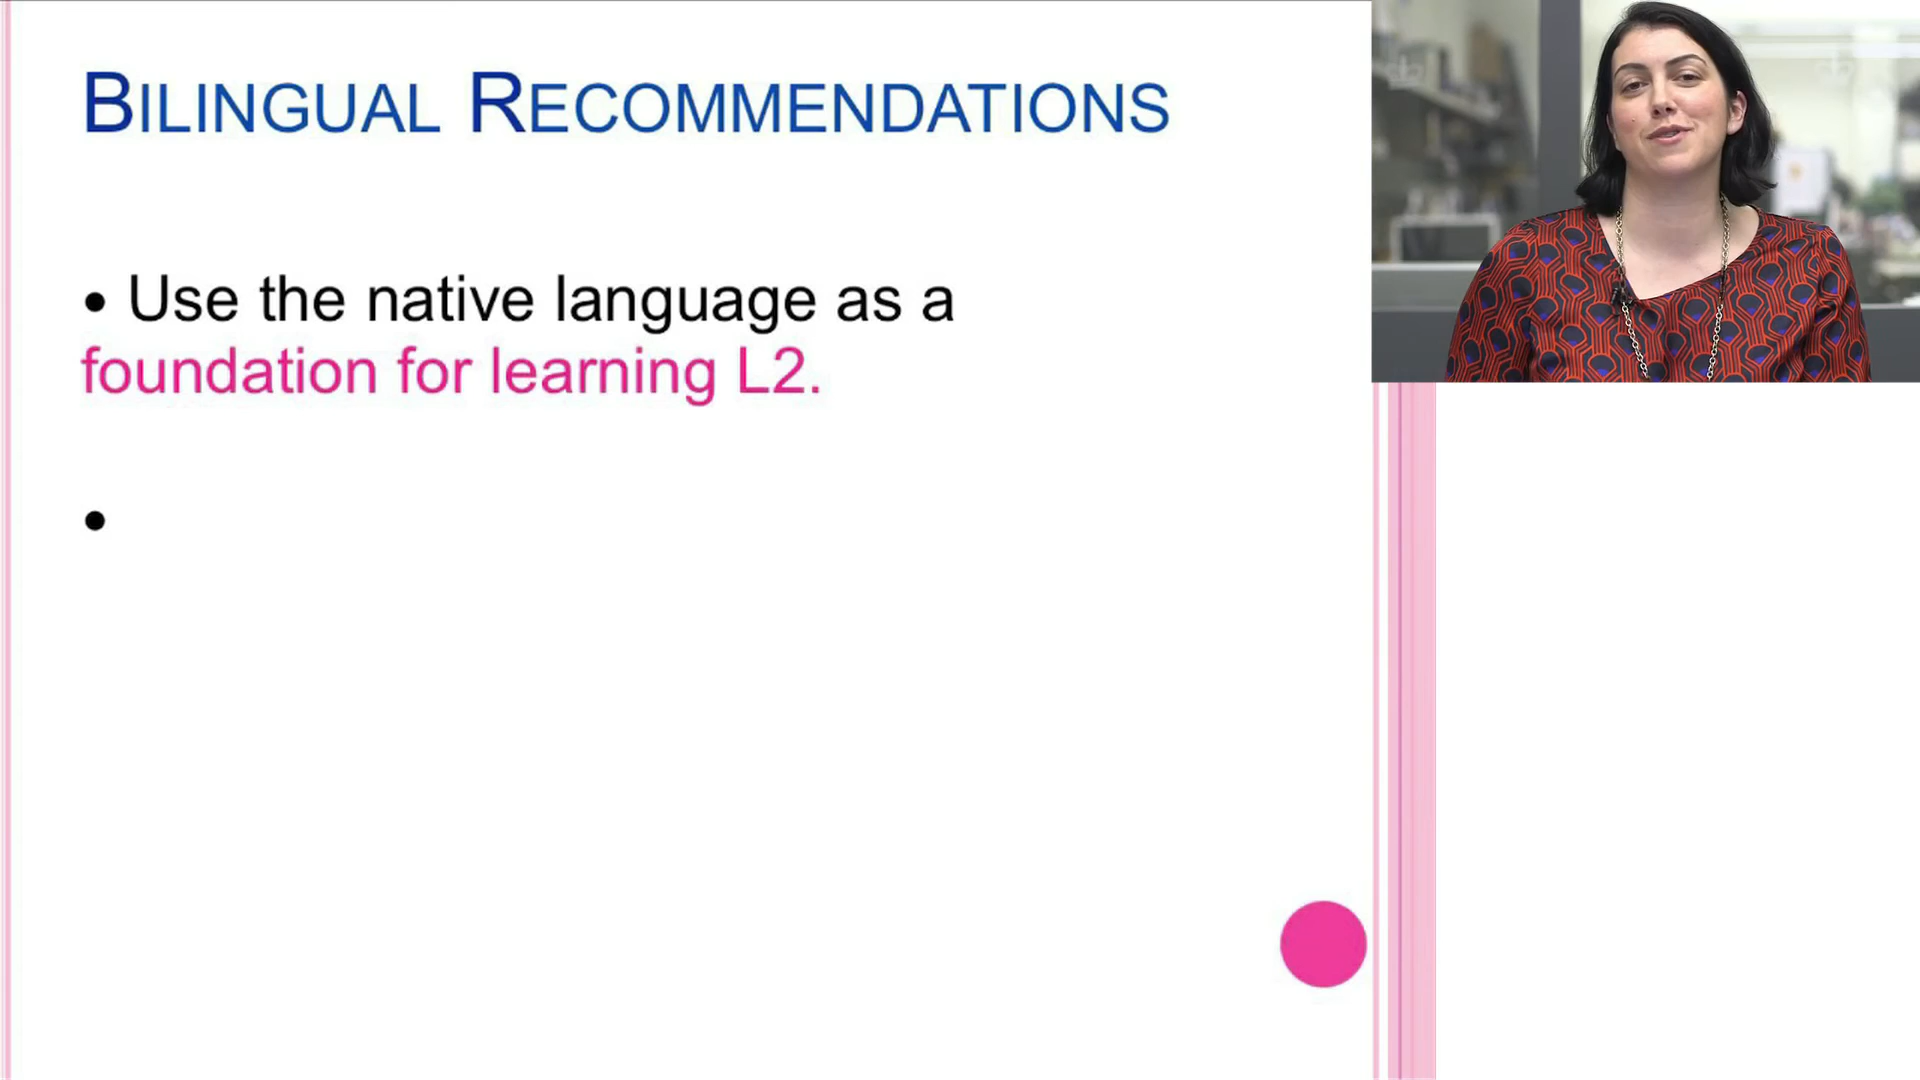 BILINGUAL RECOMMENDATIONS
• Use the native language as a
foundation for learning L2.
•